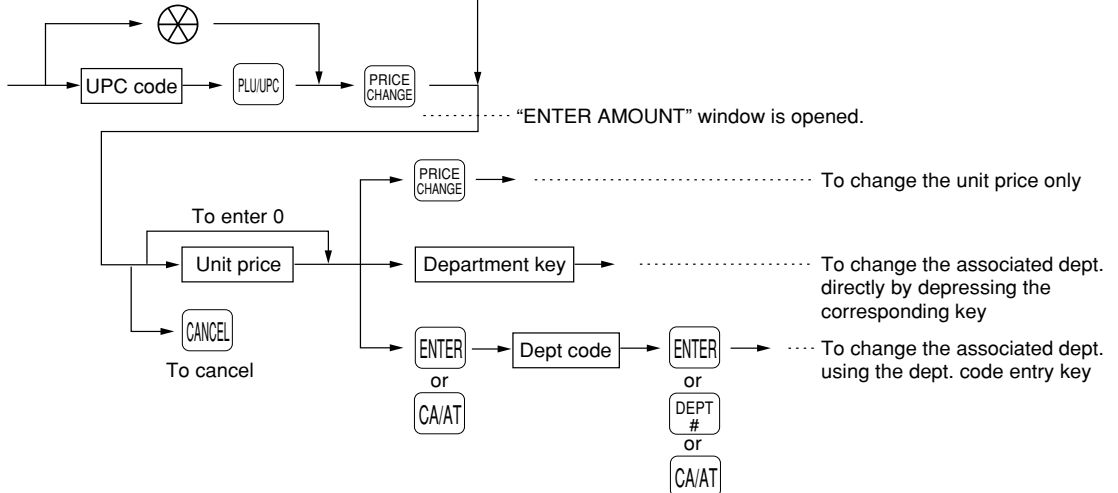 UPC code
PLU/UPC
PRICE
CHANGE
“ENTER AMOUNT” window is opened.
PRICE
CHANGE
To change the unit price only
To enter 0
Unit price
Department key
To change the associated dept.
directly by depressing the
corresponding key
CANCEL
To cancel
ENTER
or
CA/AT
Dept code
ENTER
or
DEPT
#
or
CA/AT
To change the associated dept.
using the dept. code entry key